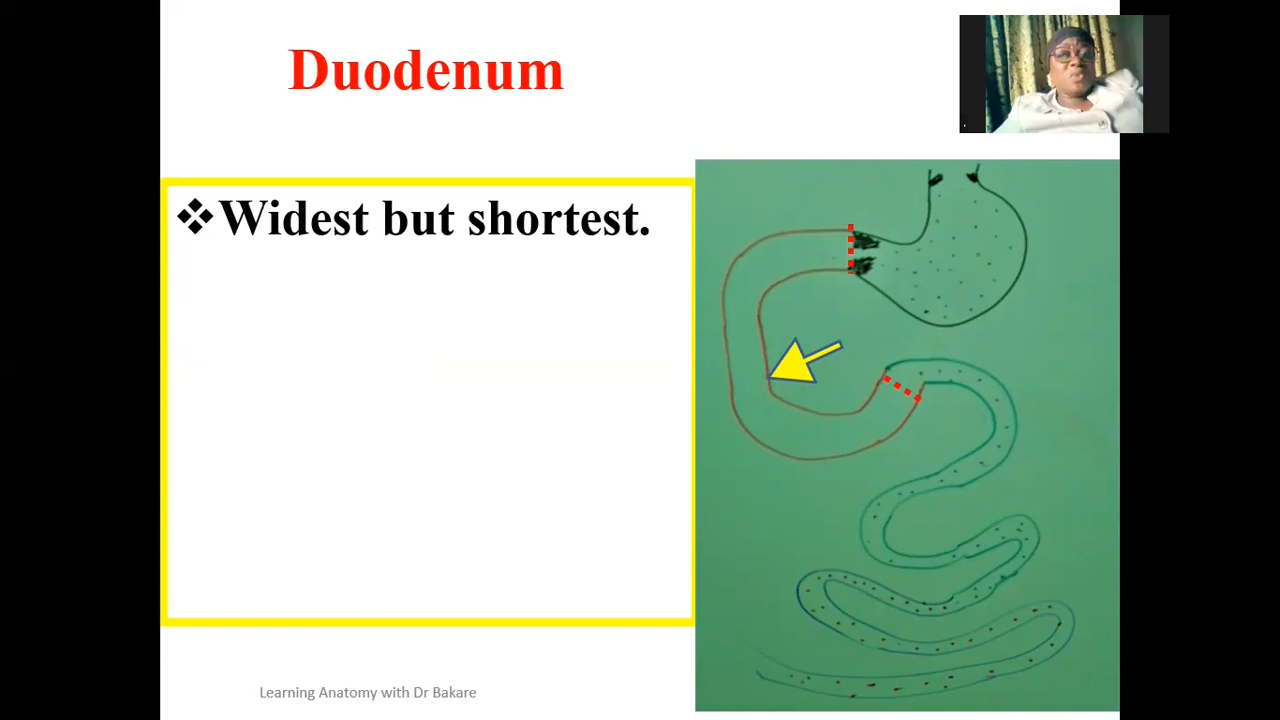 Duodenum
❖Widest but shortest.
Learning Anatomy with Dr Bakare